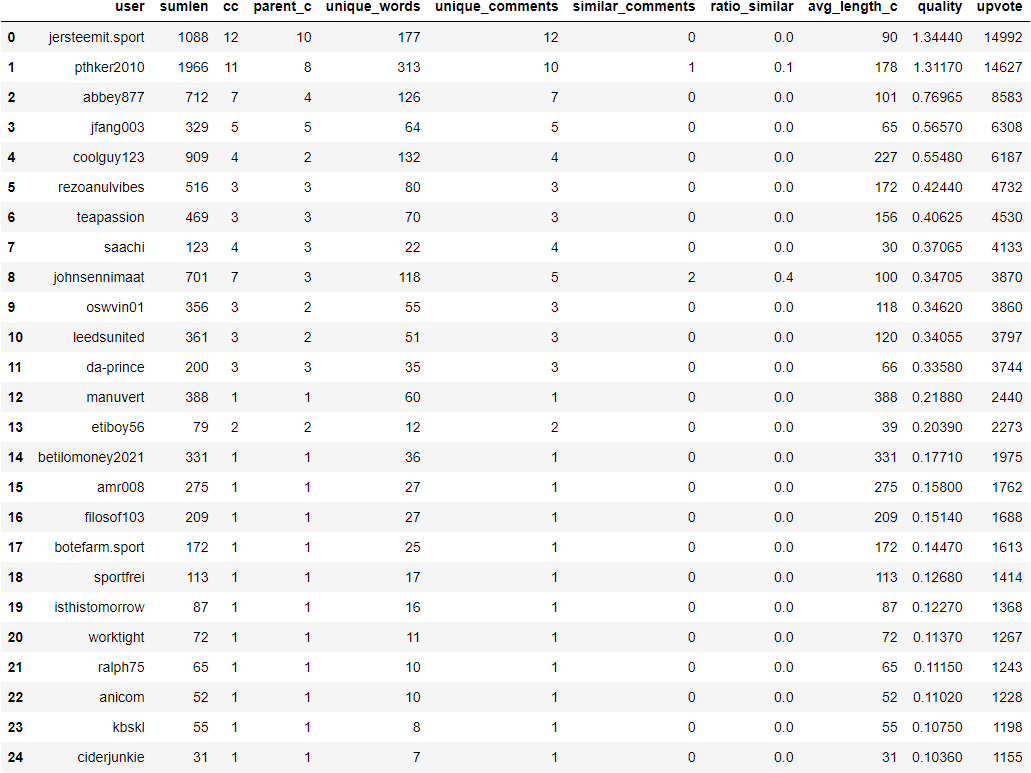 user sumlen cc parent_c unique_words unique_comments similar_comments ratio_similar avg_length_c quality upvote
0 jersteemit.sport 1088 12 10 177 12 0 0.0 90 1.34440 14992
1 pthker2010 1966 11 8 313 10 1 0.1 178 1.31170 14627
2 abbey877 712 7 4 126 7 0 0.0 101 0.76965 8583
3 jfang003 329 5 5 64 5 0 0.0 65 0.56570 6308
4 coolguy123 909 4 2 132 4 0 0.0 227 0.55480 6187
5 rezoanulvibes 516 3 3 80 3 0 0.0 172 0.42440 4732
6 teapassion 469 3 3 70 3 0 0.0 156 0.40625 4530
7 saachi 123 4 3 22 4 0 0.0 30 0.37065 4133
8 johnsennimaat 701 7 3 118 5 2 0.4 100 0.34705 3870
9 oswvin01 356 3 2 55 3 0 0.0 118 0.34620 3860
10 leedsunited 361 3 2 51 3 0 0.0 120 0.34055 3797
11 da-prince 200 3 3 35 3 0 0.0 66 0.33580 3744
12 manuvert 388 1 1 60 1 0 0.0 388 0.21880 2440
13 etiboy56 79 2 2 12 2 0 0.0 39 0.20390 2273
14 betilomoney2021 331 1 1 36 1 0 0.0 331 0.17710 1975
15 amr008 275 1 1 27 1 0 0.0 275 0.15800 1762
16 filosof103 209 1 1 27 1 0 0.0 209 0.15140 1688
17 botefarm.sport 172 1 1 25 1 0 0.0 172 0.14470 1613
18 sportfrei 113 1 1 17 1 0 0.0 113 0.12680 1414
19 isthistomorrow 87 1 1 16 1 0 0.0 87 0.12270 1368
20 worktight 72 1 1 11 1 0 0.0 72 0.11370 1267
21 ralph75 65 1 1 10 1 0 0.0 65 0.11150 1243
22 anicom 52 1 1 10 1 0 0.0 52 0.11020 1228
23 kbskl 55 1 1 8 1 0 0.0 55 0.10750 1198
24 ciderjunkie 31 1 1 7 1 0 0.0 31 0.10360 1155